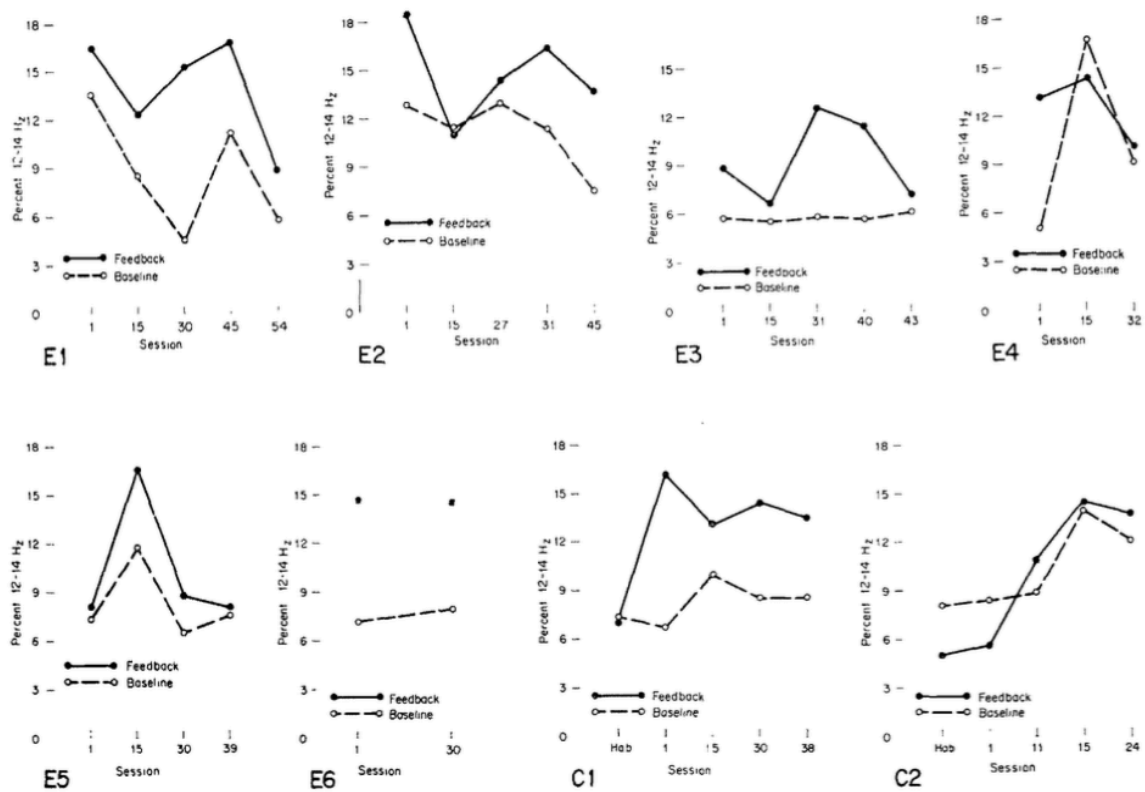 18
15
12
9
6
3
0
Percent 12-14 Hz
Feedback
Baseline
1 15 30 45 54
Session
E1
18
15
12
9
6
3
0
Percent 12-14 Hz
Feedback
Baseline
1 15 27 31 45
Session
E2
15
12
9
6
3
0
Percent 12-14 Hz
Feedback
Baseline
1 15 31 40 43
Session
E3
18
15
12
9
6
3
0
Percent 12-14 Hz
Feedback
Baseline
1 15 32
Session
E4
18
15
12
9
6
3
0
Percent 12-14 Hz
Feedback
Baseline
1 15 30 39
Session
E5
18
15
12
9
6
3
0
Percent 12-14 Hz
Feedback
Baseline
1 30
Session
E6
18
15
12
9
6
3
0
Percent 12-14 Hz
Feedback
Baseline
Hab 1 15 30 38
Session
C1
18
15
12
9
6
3
0
Percent 12-14 Hz
Feedback
Baseline
Hab 1 11 15 24
Session
C2